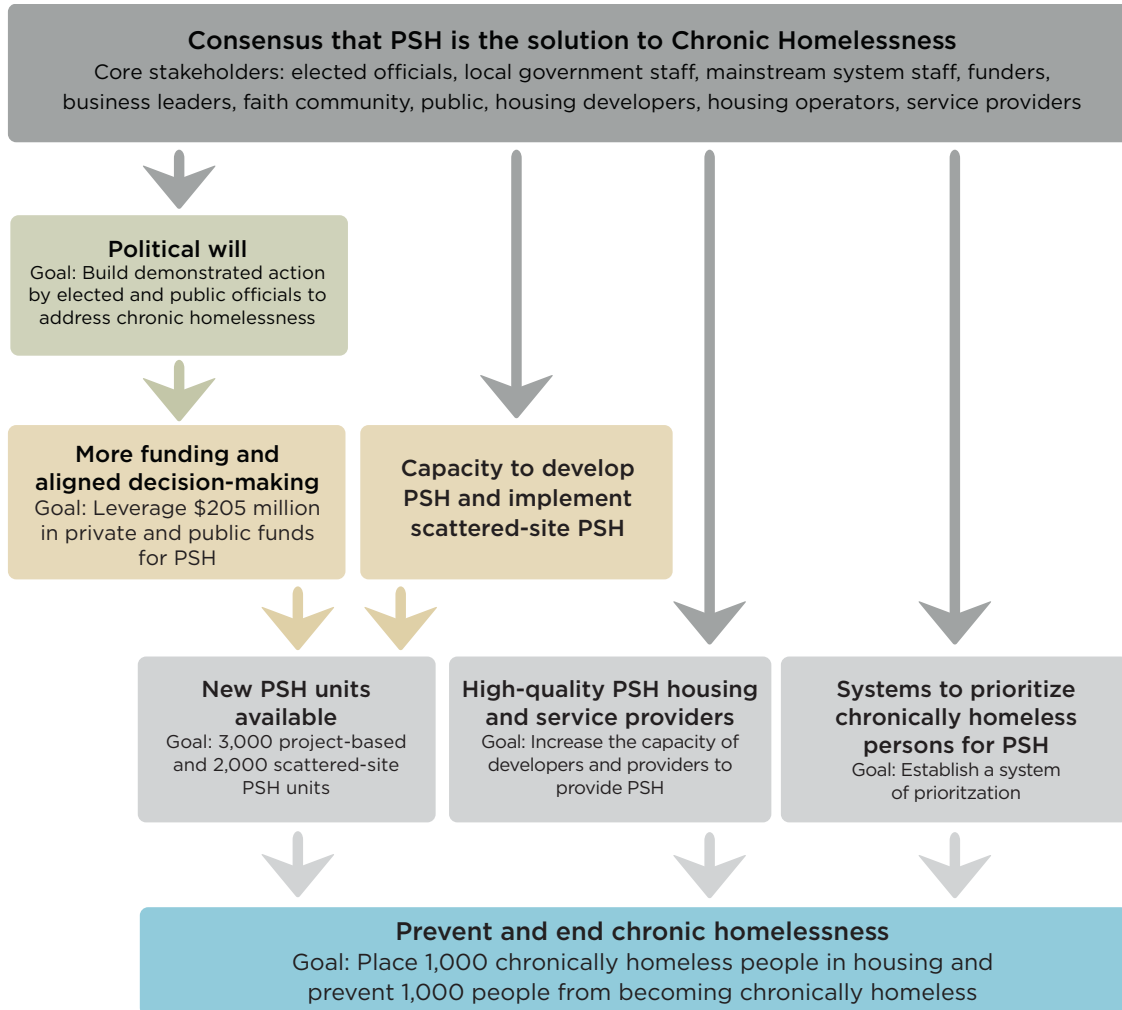 Consensus that PSH is the solution to Chronic Homelessness
Core stakeholders: elected officials, local government staff, mainstream system staff, funders,
business leaders, faith community, public, housing developers, housing operators, service providers
Political will
Goal: Build demonstrated action
by elected and public officials to
address chronic homelessness
More funding and
aligned decision-making
Goal: Leverage $205 million
in private and public funds
for PSH
Capacity to develop
PSH and implement
scattered-site PSH
New PSH units
available
Goal: 3,000 project-based
and 2,000 scattered-site
PSH units
High-quality PSH housing
and service providers
Goal: Increase the capacity of
developers and providers to
provide PSH
Systems to prioritize
chronically homeless
persons for PSH
Goal: Establish a system
of prioritzation
Prevent and end chronic homelessness
Goal: Place 1,000 chronically homeless people in housing and
prevent 1,000 people from becoming chronically homeless